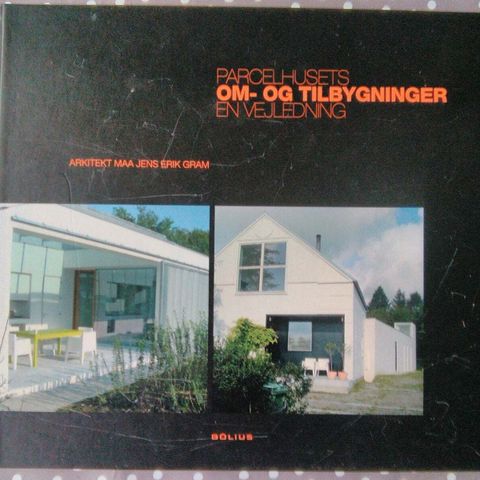 PARCELHUSETS
OM- OG TILBYGNINGER
EN VEJLEDNING
ARKITEKT MAA JENS ERIK GRAM
BOLIUS